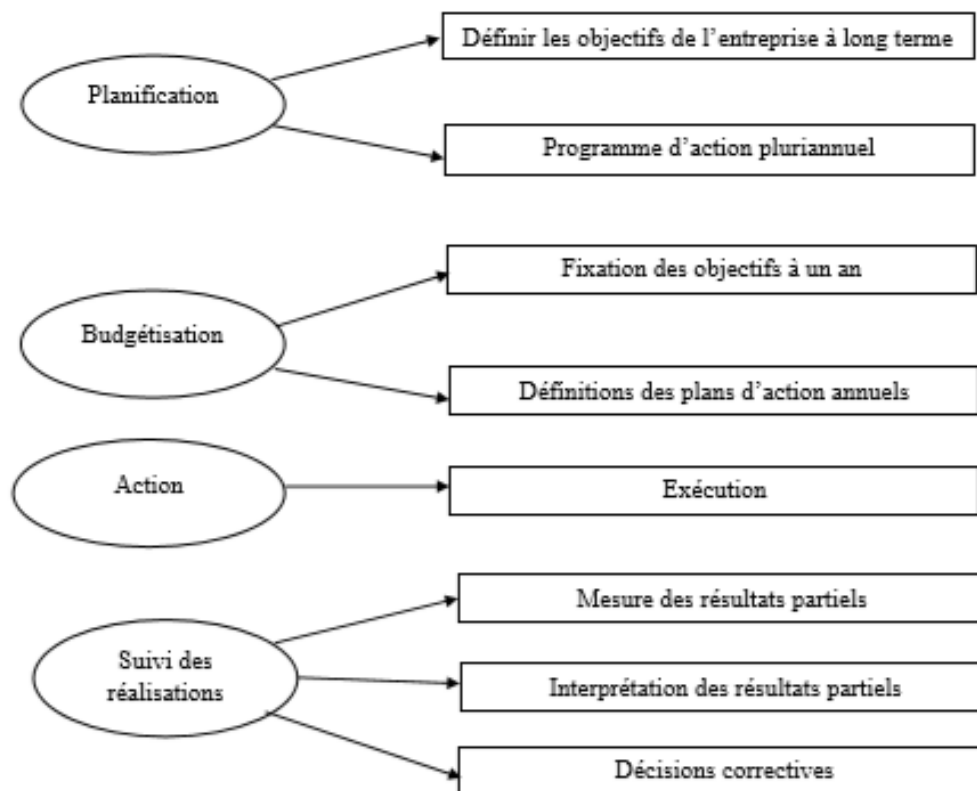 Planification
Définir les objectifs de l’entreprise à long terme
Programme d’action pluriannuel
Budgétisation
Fixation des objectifs à un an
Définitions des plans d’action annuels
Action
Exécution
Suivi des
réalisations
Mesure des résultats partiels
Interprétation des résultats partiels
Décisions correctives